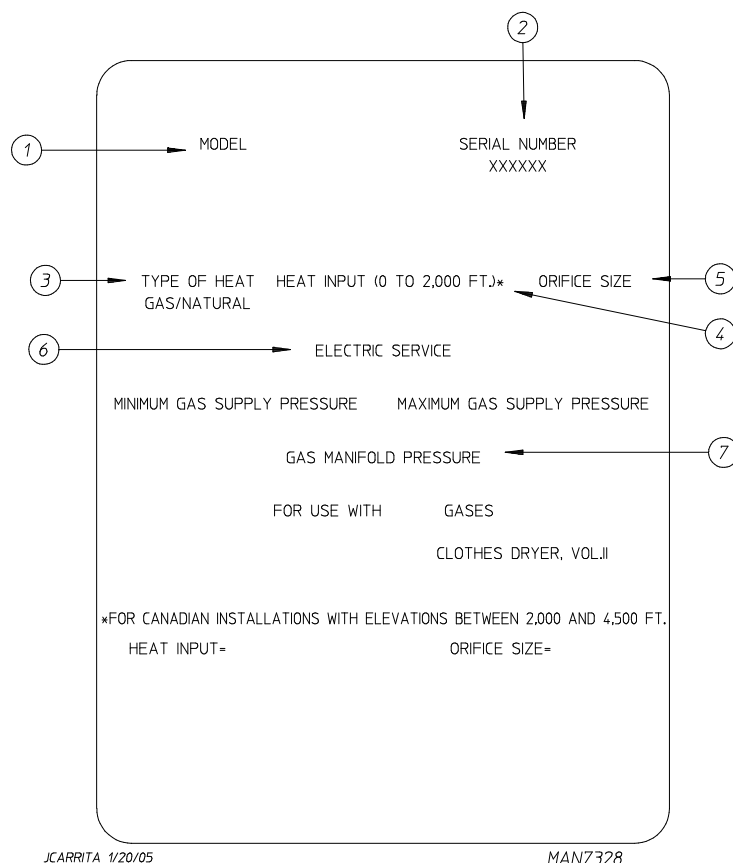 2
1
MODEL
SERIAL NUMBER
XXXXXX
3
TYPE OF HEAT
GAS/NATURAL
HEAT INPUT (0 TO 2,000 FT.)*
ORIFICE SIZE
5
4
6
ELECTRIC SERVICE
MINIMUM GAS SUPPLY PRESSURE
MAXIMUM GAS SUPPLY PRESSURE
GAS MANIFOLD PRESSURE
7
FOR USE WITH GASES
CLOTHES DRYER, VOL.II
*FOR CANADIAN INSTALLATIONS WITH ELEVATIONS BETWEEN 2,000 AND 4,500 FT.
HEAT INPUT=
ORIFICE SIZE=
JCARRITA 1/20/05
MAN7328